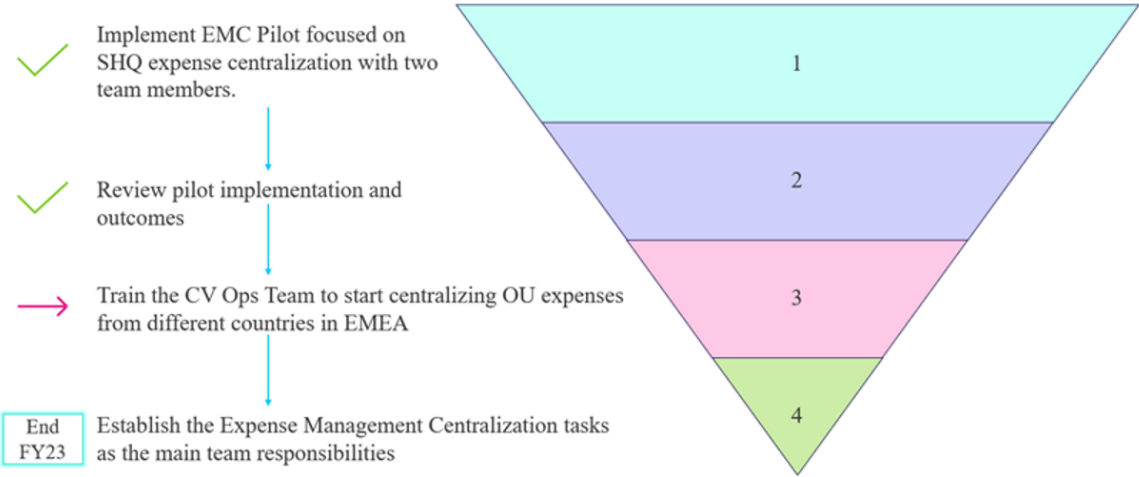 Implement EMC Pilot focused on
SHQ expense centralization with two
team members.
1
Review pilot implementation and
outcomes
2
Train the CV Ops Team to start centralizing OU expenses
from different countries in EMEA
3
End
FY23
Establish the Expense Management Centralization tasks
as the main team responsibilities
4